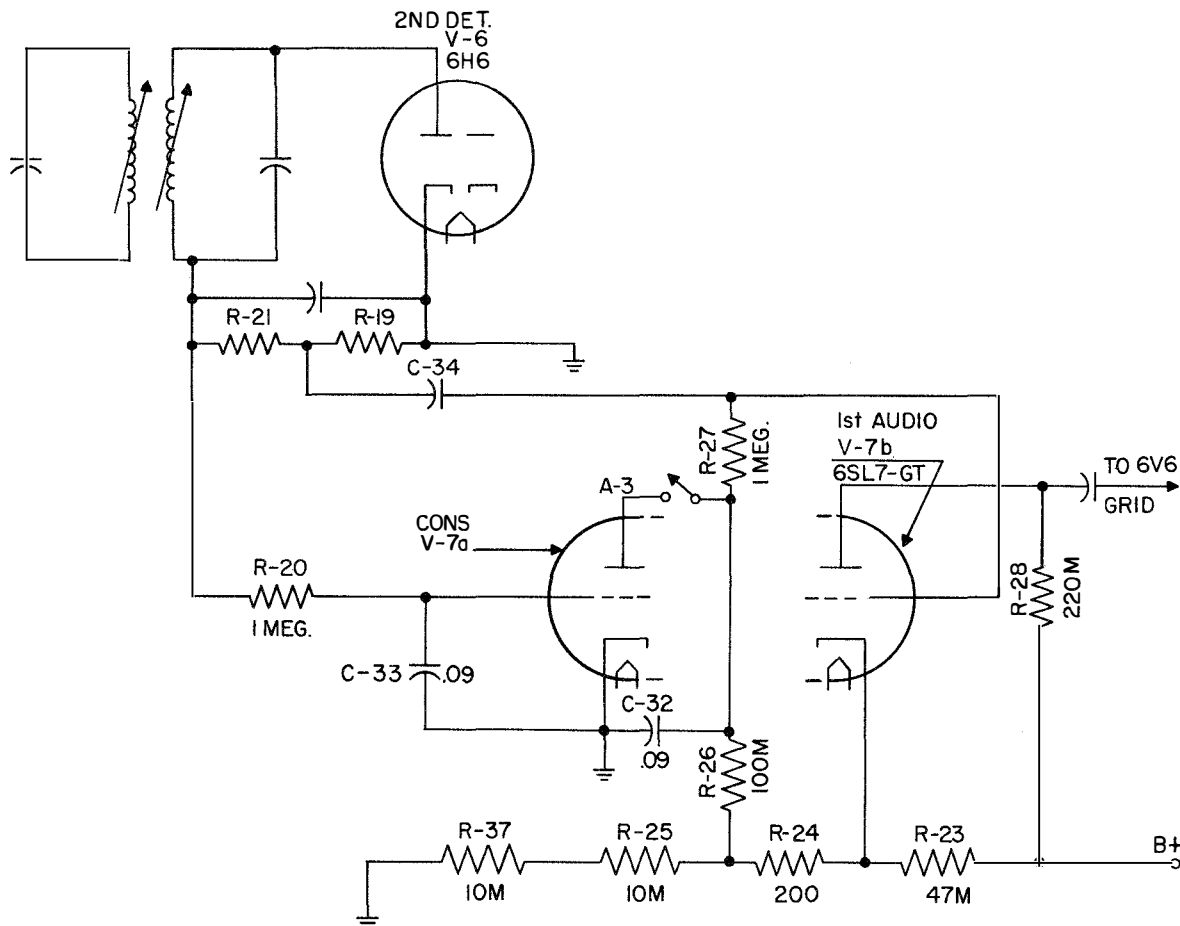 2ND DET.
V-6
6H6
R-21
R-19
C-34
R-27
1 MEG.
1st AUDIO
V-7b
6SL7-GT
TO 6V6
GRID
A-3
CONS
V-7a
R-20
1 MEG.
R-28
220M
C-33
.09
C-32
.09
R-26
100M
R-37
10M
R-25
10M
R-24
200
R-23
47M
B+